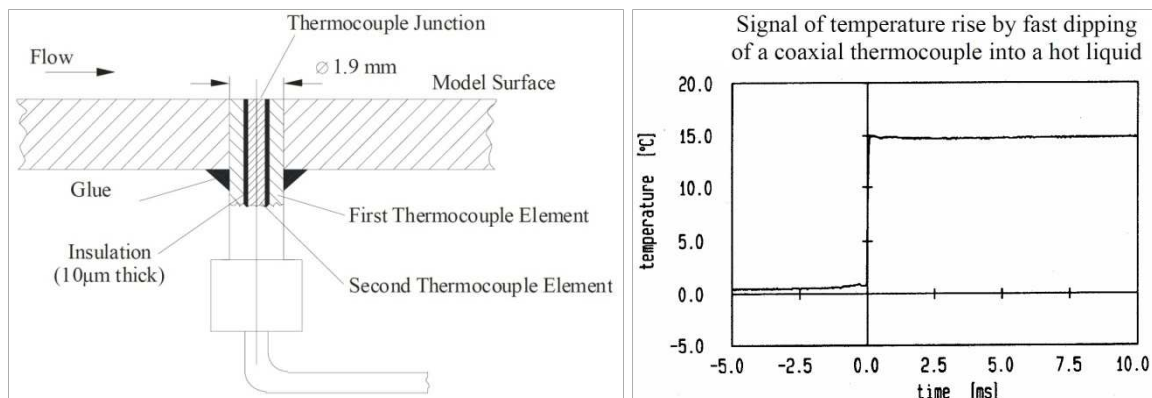 Thermocouple Junction
Flow
Ø 1.9 mm
Model Surface
Glue
First Thermocouple Element
Insulation
(10µm thick)
Second Thermocouple Element
Signal of temperature rise by fast dipping
of a coaxial thermocouple into a hot liquid
20.0
15.0
10.0
5.0
0.0
-5.0
temperature [°C]
-5.0 -2.5 0.0 2.5 5.0 7.5 10.0
time [ms]